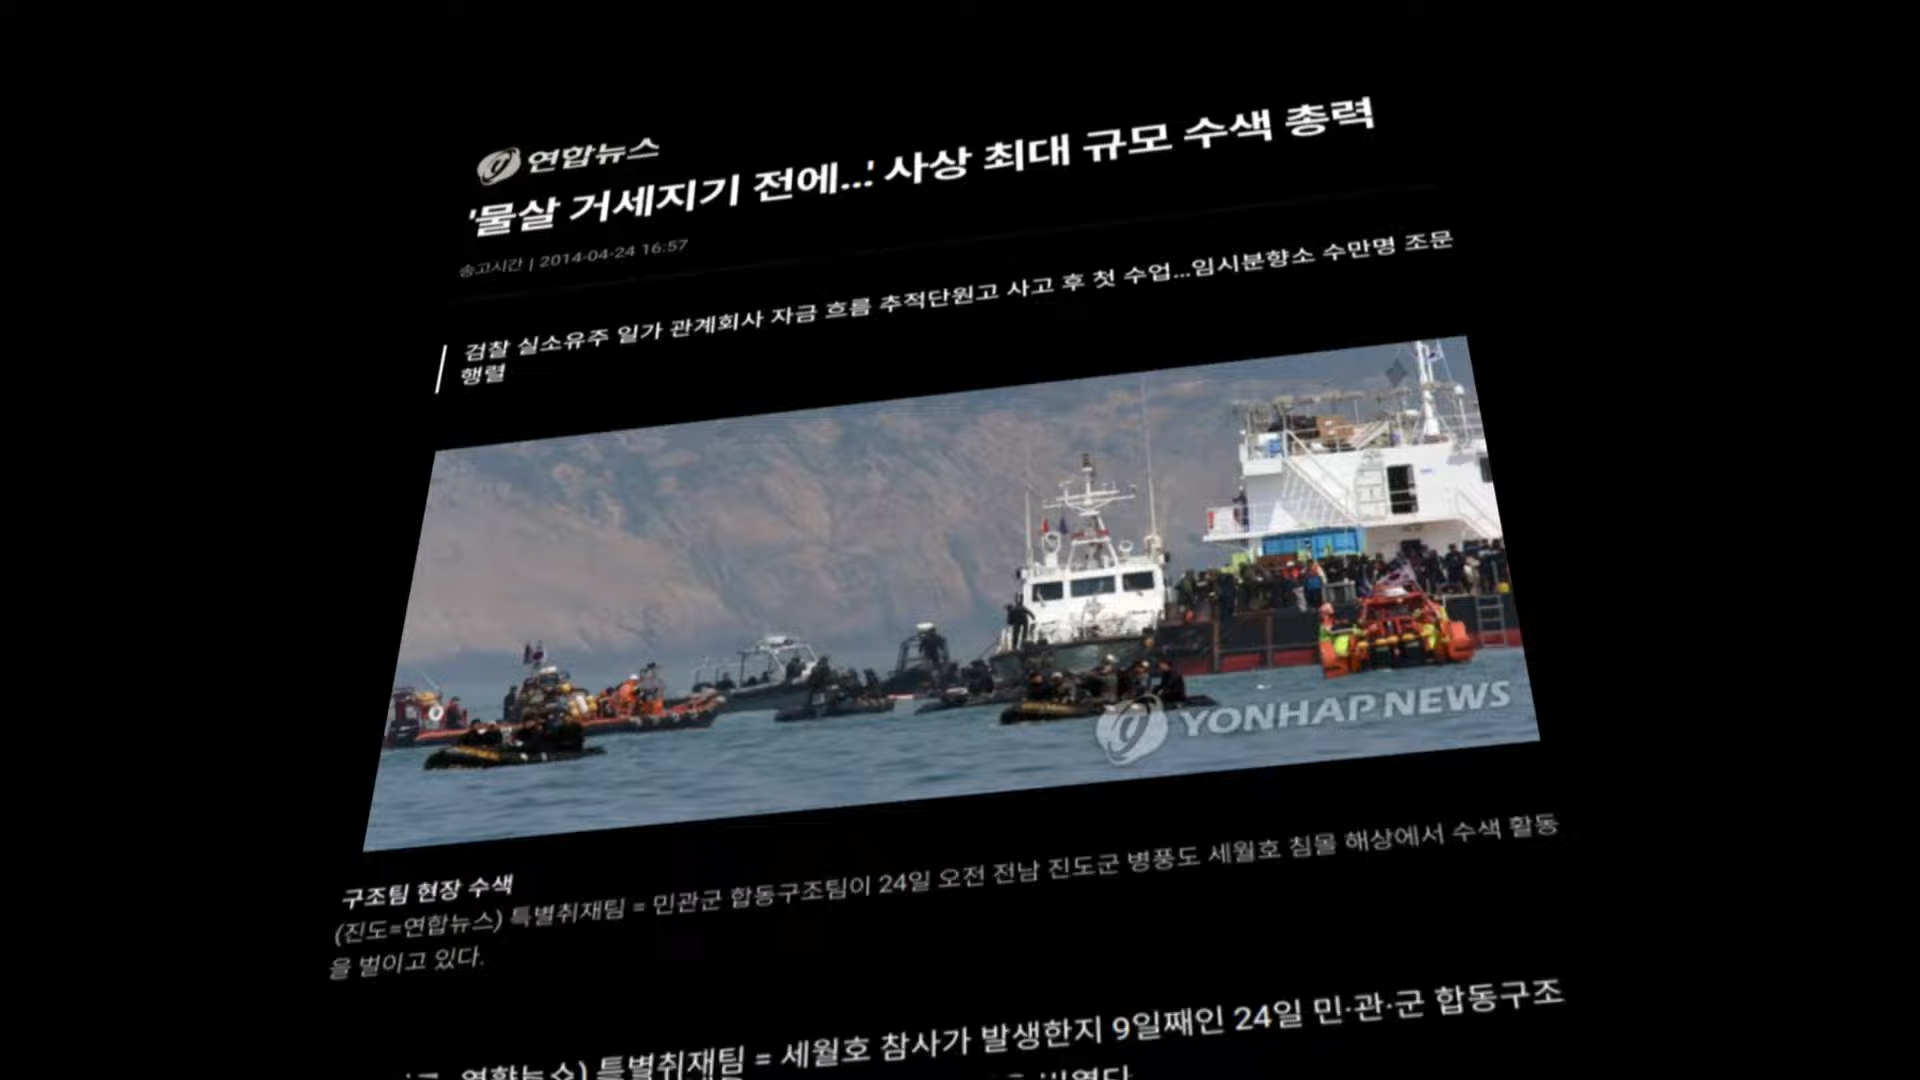 연합뉴스
'물살 거세지기 전에...' 사상 최대 규모 수색 총력
송고시간 | 2014-04-24 16:57
검찰 실소유주 일가 관계회사 자금 흐름 추적단원고 사고 후 첫 수업...임시분향소 수만명 조문
행렬
YONHAP NEWS
구조팀 현장 수색
(진도=연합뉴스) 특별취재팀 = 민관군 합동구조팀이 24일 오전 전남 진도군 병풍도 세월호 침몰 해상에서 수색 활동
을 벌이고 있다.
연합뉴스) 특별취재팀 = 세월호 참사가 발생한지 9일째인 24일 민·관·군 합동구조